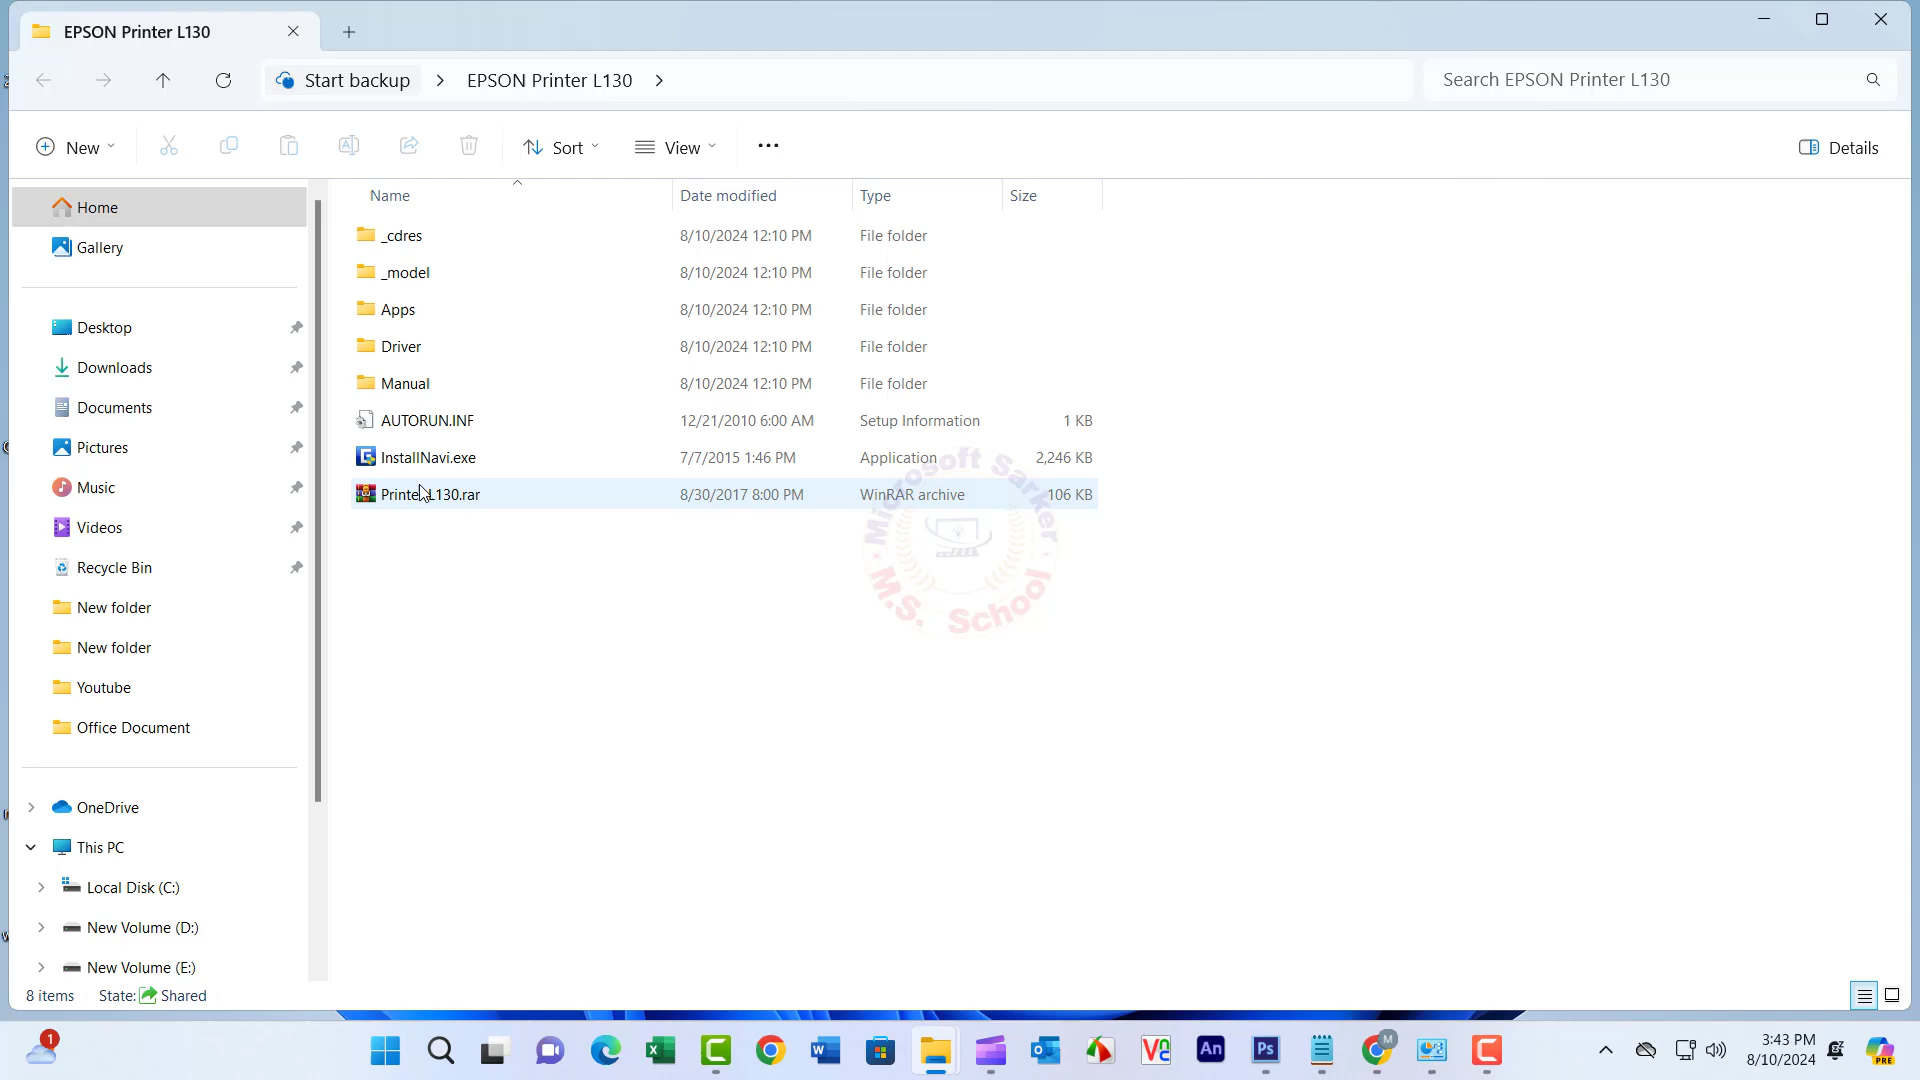 EPSON Printer L130
Start backup EPSON Printer L130
Search EPSON Printer L130
New
Sort
View
Details
Name Date modified Type Size
Home
Gallery
Desktop
Downloads
Documents
Pictures
Music
Videos
Recycle Bin
New folder
New folder
Youtube
Office Document
OneDrive
This PC
Local Disk (C:)
New Volume (D:)
New Volume (E:)
_cdres 8/10/2024 12:10 PM File folder
_model 8/10/2024 12:10 PM File folder
Apps 8/10/2024 12:10 PM File folder
Driver 8/10/2024 12:10 PM File folder
Manual 8/10/2024 12:10 PM File folder
AUTORUN.INF 12/21/2010 6:00 AM Setup Information 1 KB
InstallNavi.exe 7/7/2015 1:46 PM Application 2,246 KB
Printer L130.rar 8/30/2017 8:00 PM WinRAR archive 106 KB
Microsoft Sarker
M.S. School
8 items State: Shared
1
An
Ps
M
3:43 PM
8/10/2024
PRE